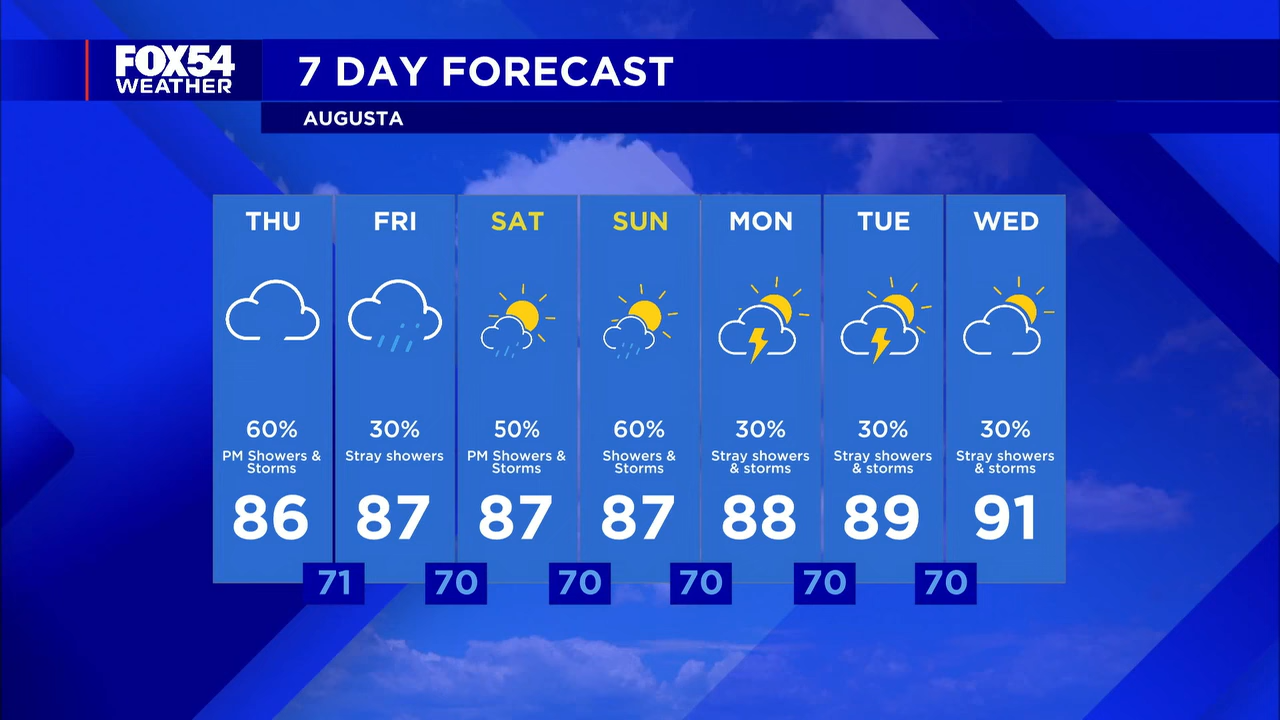 FOX54
WEATHER
7 DAY FORECAST
AUGUSTA
THU
FRI
SAT
SUN
MON
TUE
WED
60%
30%
50%
60%
30%
30%
30%
PM Showers &
Storms
Stray showers
PM Showers &
Storms
Showers &
Storms
Stray showers
& storms
Stray showers
& storms
Stray showers
& storms
86
87
87
87
88
89
91
71
70
70
70
70
70